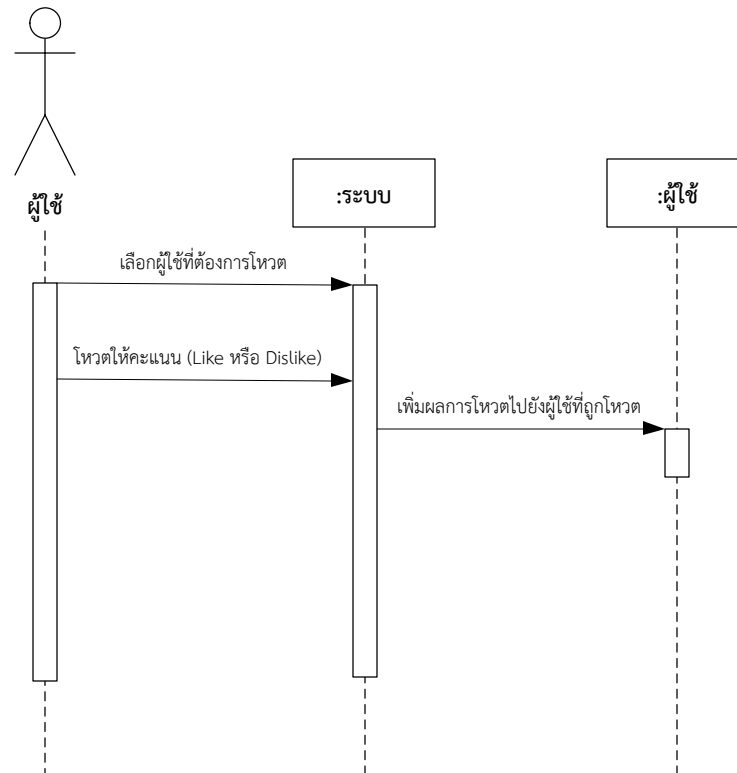 ผู้ใช้
:ระบบ
:ผู้ใช้
เลือกผู้ใช้ที่ต้องการโหวต
โหวตให้คะแนน (Like หรือ Dislike)
เพิ่มผลการโหวตไปยังผู้ใช้ที่ถูกโหวต